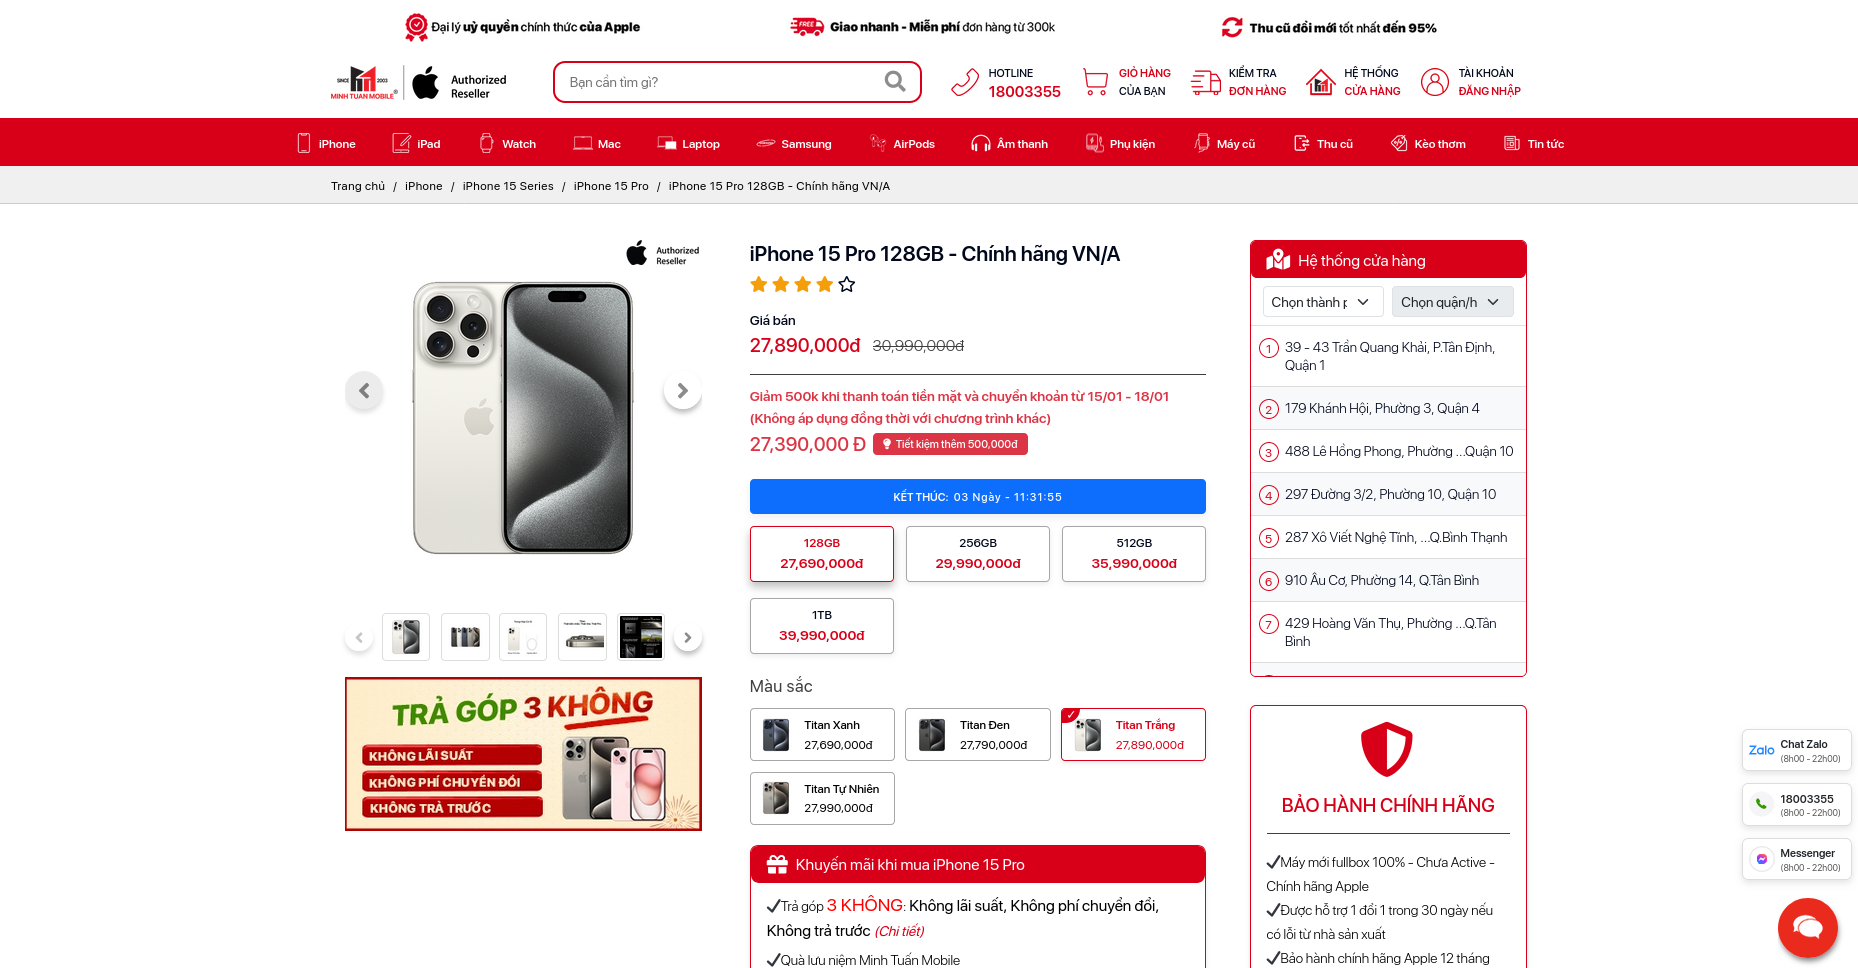 Đại lý uỷ quyền chính thức của Apple
FREE
Giao nhanh - Miễn phí đơn hàng từ 300k
Thu cũ đổi mới tốt nhất đến 95%
SINCE 2003
MINH TUAN MOBILE®
Authorized
Reseller
Bạn cần tìm gì?
HOTLINE
18003355
GIỎ HÀNG
CỦA BẠN
KIỂM TRA
ĐƠN HÀNG
HỆ THỐNG
CỬA HÀNG
TÀI KHOẢN
ĐĂNG NHẬP
iPhone
iPad
Watch
Mac
Laptop
Samsung
AirPods
Âm thanh
Phụ kiện
Máy cũ
Thu cũ
Kèo thơm
Tin tức
Trang chủ / iPhone / iPhone 15 Series / iPhone 15 Pro / iPhone 15 Pro 128GB - Chính hãng VN/A
Authorized
Reseller
TRẢ GÓP 3 KHÔNG
KHÔNG LÃI SUẤT
KHÔNG PHÍ CHUYỂN ĐỔI
KHÔNG TRẢ TRƯỚC
iPhone 15 Pro 128GB - Chính hãng VN/A
Giá bán
27,890,000đ 30,990,000đ
Giảm 500k khi thanh toán tiền mặt và chuyển khoản từ 15/01 - 18/01
(Không áp dụng đồng thời với chương trình khác)
27,390,000 Đ Tiết kiệm thêm 500,000đ
KẾT THÚC: 03 Ngày - 11:31:55
128GB
27,690,000đ
256GB
29,990,000đ
512GB
35,990,000đ
1TB
39,990,000đ
Màu sắc
Titan Xanh
27,690,000đ
Titan Đen
27,790,000đ
Titan Trắng
27,890,000đ
Titan Tự Nhiên
27,990,000đ
Khuyến mãi khi mua iPhone 15 Pro
✔Trả góp 3 KHÔNG: Không lãi suất, Không phí chuyển đổi,
Không trả trước (Chi tiết)
✔Quà lưu niệm Minh Tuấn Mobile
Hệ thống cửa hàng
Chọn thành p
Chọn quận/h
1 39 - 43 Trần Quang Khải, P.Tân Định,
Quận 1
2 179 Khánh Hội, Phường 3, Quận 4
3 488 Lê Hồng Phong, Phường ...Quận 10
4 297 Đường 3/2, Phường 10, Quận 10
5 287 Xô Viết Nghệ Tĩnh, ...Q.Bình Thạnh
6 910 Âu Cơ, Phường 14, Q.Tân Bình
7 429 Hoàng Văn Thụ, Phường ...Q.Tân
Bình
BẢO HÀNH CHÍNH HÃNG
✔Máy mới fullbox 100% - Chưa Active -
Chính hãng Apple
✔Được hỗ trợ 1 đổi 1 trong 30 ngày nếu
có lỗi từ nhà sản xuất
✔Bảo hành chính hãng Apple 12 tháng
Zalo
Chat Zalo
(8h00 - 22h00)
18003355
(8h00 - 22h00)
Messenger
(8h00 - 22h00)